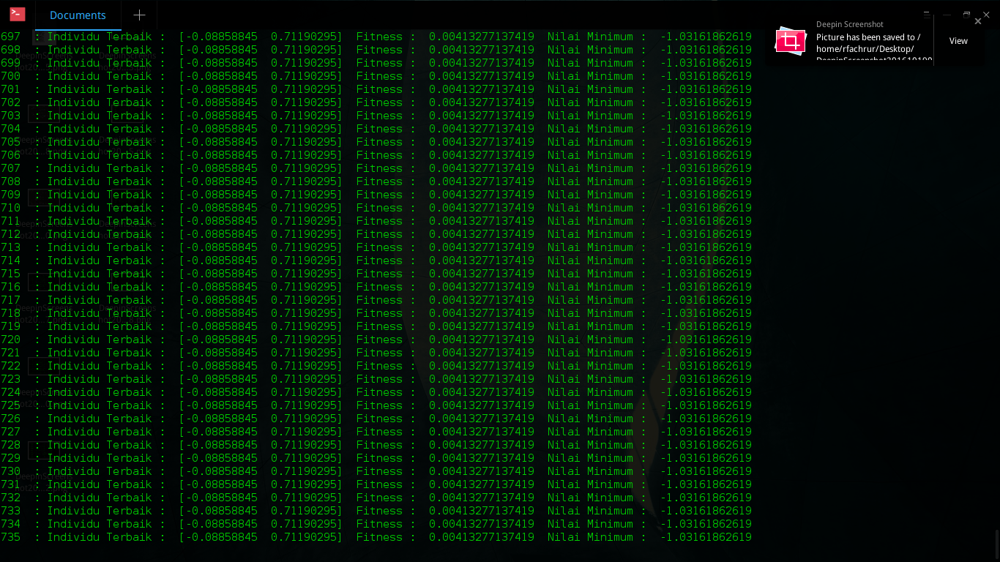 Documents
Deepin Screenshot
Picture has been saved to /
home/rfachrur/Desktop/
View
697 : Individu Terbaik : [-0.08858845 0.71190295] Fitness : 0.00413277137419 Nilai Minimum : -1.03161862619
698 : Individu Terbaik : [-0.08858845 0.71190295] Fitness : 0.00413277137419 Nilai Minimum : -1.03161862619
699 : Individu Terbaik : [-0.08858845 0.71190295] Fitness : 0.00413277137419 Nilai Minimum : -1.03161862619
700 : Individu Terbaik : [-0.08858845 0.71190295] Fitness : 0.00413277137419 Nilai Minimum : -1.03161862619
701 : Individu Terbaik : [-0.08858845 0.71190295] Fitness : 0.00413277137419 Nilai Minimum : -1.03161862619
702 : Individu Terbaik : [-0.08858845 0.71190295] Fitness : 0.00413277137419 Nilai Minimum : -1.03161862619
703 : Individu Terbaik : [-0.08858845 0.71190295] Fitness : 0.00413277137419 Nilai Minimum : -1.03161862619
704 : Individu Terbaik : [-0.08858845 0.71190295] Fitness : 0.00413277137419 Nilai Minimum : -1.03161862619
705 : Individu Terbaik : [-0.08858845 0.71190295] Fitness : 0.00413277137419 Nilai Minimum : -1.03161862619
706 : Individu Terbaik : [-0.08858845 0.71190295] Fitness : 0.00413277137419 Nilai Minimum : -1.03161862619
707 : Individu Terbaik : [-0.08858845 0.71190295] Fitness : 0.00413277137419 Nilai Minimum : -1.03161862619
708 : Individu Terbaik : [-0.08858845 0.71190295] Fitness : 0.00413277137419 Nilai Minimum : -1.03161862619
709 : Individu Terbaik : [-0.08858845 0.71190295] Fitness : 0.00413277137419 Nilai Minimum : -1.03161862619
710 : Individu Terbaik : [-0.08858845 0.71190295] Fitness : 0.00413277137419 Nilai Minimum : -1.03161862619
711 : Individu Terbaik : [-0.08858845 0.71190295] Fitness : 0.00413277137419 Nilai Minimum : -1.03161862619
712 : Individu Terbaik : [-0.08858845 0.71190295] Fitness : 0.00413277137419 Nilai Minimum : -1.03161862619
713 : Individu Terbaik : [-0.08858845 0.71190295] Fitness : 0.00413277137419 Nilai Minimum : -1.03161862619
714 : Individu Terbaik : [-0.08858845 0.71190295] Fitness : 0.00413277137419 Nilai Minimum : -1.03161862619
715 : Individu Terbaik : [-0.08858845 0.71190295] Fitness : 0.00413277137419 Nilai Minimum : -1.03161862619
716 : Individu Terbaik : [-0.08858845 0.71190295] Fitness : 0.00413277137419 Nilai Minimum : -1.03161862619
717 : Individu Terbaik : [-0.08858845 0.71190295] Fitness : 0.00413277137419 Nilai Minimum : -1.03161862619
718 : Individu Terbaik : [-0.08858845 0.71190295] Fitness : 0.00413277137419 Nilai Minimum : -1.03161862619
719 : Individu Terbaik : [-0.08858845 0.71190295] Fitness : 0.00413277137419 Nilai Minimum : -1.03161862619
720 : Individu Terbaik : [-0.08858845 0.71190295] Fitness : 0.00413277137419 Nilai Minimum : -1.03161862619
721 : Individu Terbaik : [-0.08858845 0.71190295] Fitness : 0.00413277137419 Nilai Minimum : -1.03161862619
722 : Individu Terbaik : [-0.08858845 0.71190295] Fitness : 0.00413277137419 Nilai Minimum : -1.03161862619
723 : Individu Terbaik : [-0.08858845 0.71190295] Fitness : 0.00413277137419 Nilai Minimum : -1.03161862619
724 : Individu Terbaik : [-0.08858845 0.71190295] Fitness : 0.00413277137419 Nilai Minimum : -1.03161862619
725 : Individu Terbaik : [-0.08858845 0.71190295] Fitness : 0.00413277137419 Nilai Minimum : -1.03161862619
726 : Individu Terbaik : [-0.08858845 0.71190295] Fitness : 0.00413277137419 Nilai Minimum : -1.03161862619
727 : Individu Terbaik : [-0.08858845 0.71190295] Fitness : 0.00413277137419 Nilai Minimum : -1.03161862619
728 : Individu Terbaik : [-0.08858845 0.71190295] Fitness : 0.00413277137419 Nilai Minimum : -1.03161862619
729 : Individu Terbaik : [-0.08858845 0.71190295] Fitness : 0.00413277137419 Nilai Minimum : -1.03161862619
730 : Individu Terbaik : [-0.08858845 0.71190295] Fitness : 0.00413277137419 Nilai Minimum : -1.03161862619
731 : Individu Terbaik : [-0.08858845 0.71190295] Fitness : 0.00413277137419 Nilai Minimum : -1.03161862619
732 : Individu Terbaik : [-0.08858845 0.71190295] Fitness : 0.00413277137419 Nilai Minimum : -1.03161862619
733 : Individu Terbaik : [-0.08858845 0.71190295] Fitness : 0.00413277137419 Nilai Minimum : -1.03161862619
734 : Individu Terbaik : [-0.08858845 0.71190295] Fitness : 0.00413277137419 Nilai Minimum : -1.03161862619
735 : Individu Terbaik : [-0.08858845 0.71190295] Fitness : 0.00413277137419 Nilai Minimum : -1.03161862619